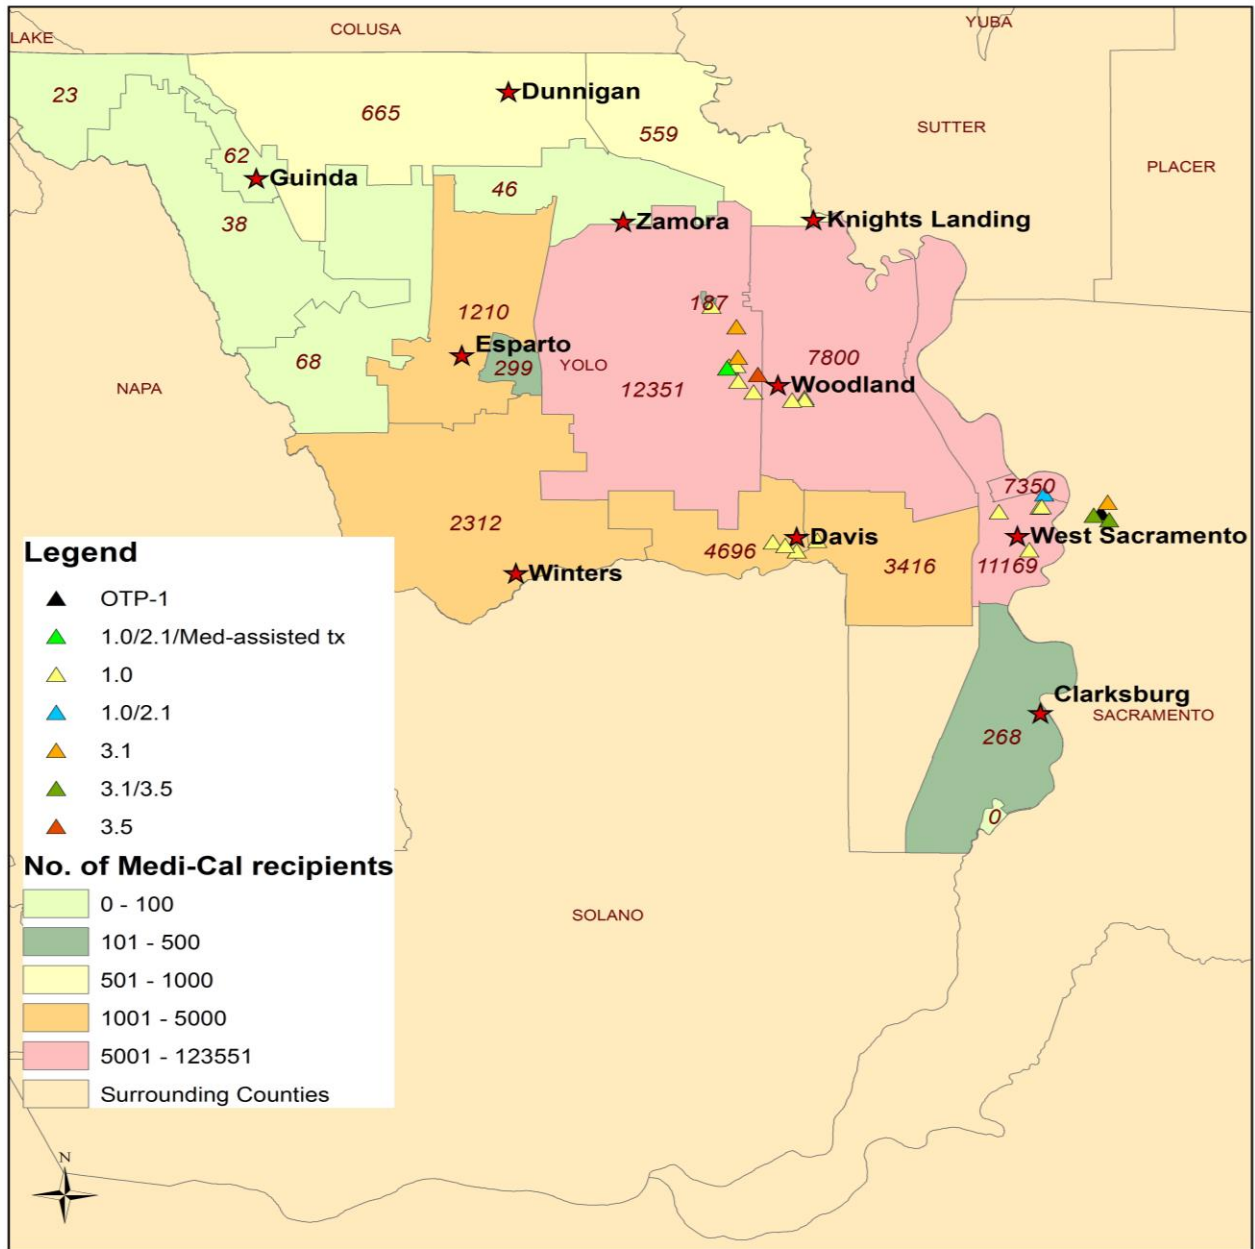 COLUSA
YUBA
LAKE
Dunnigan
23
665
559
SUTTER
62
PLACER
Guinda
46
38
Zamora
Knights Landing
187
1210
Esparto
68
299
YOLO
7800
NAPA
12351
Woodland
7350
2312
4696
Davis
West Sacramento
3416
11169
Winters
Clarksburg
SACRAMENTO
268
0
SOLANO
Legend
OTP-1
1.0/2.1/Med-assisted tx
1.0
1.0/2.1
3.1
3.1/3.5
3.5
No. of Medi-Cal recipients
0 - 100
101 - 500
501 - 1000
1001 - 5000
5001 - 123551
Surrounding Counties
N